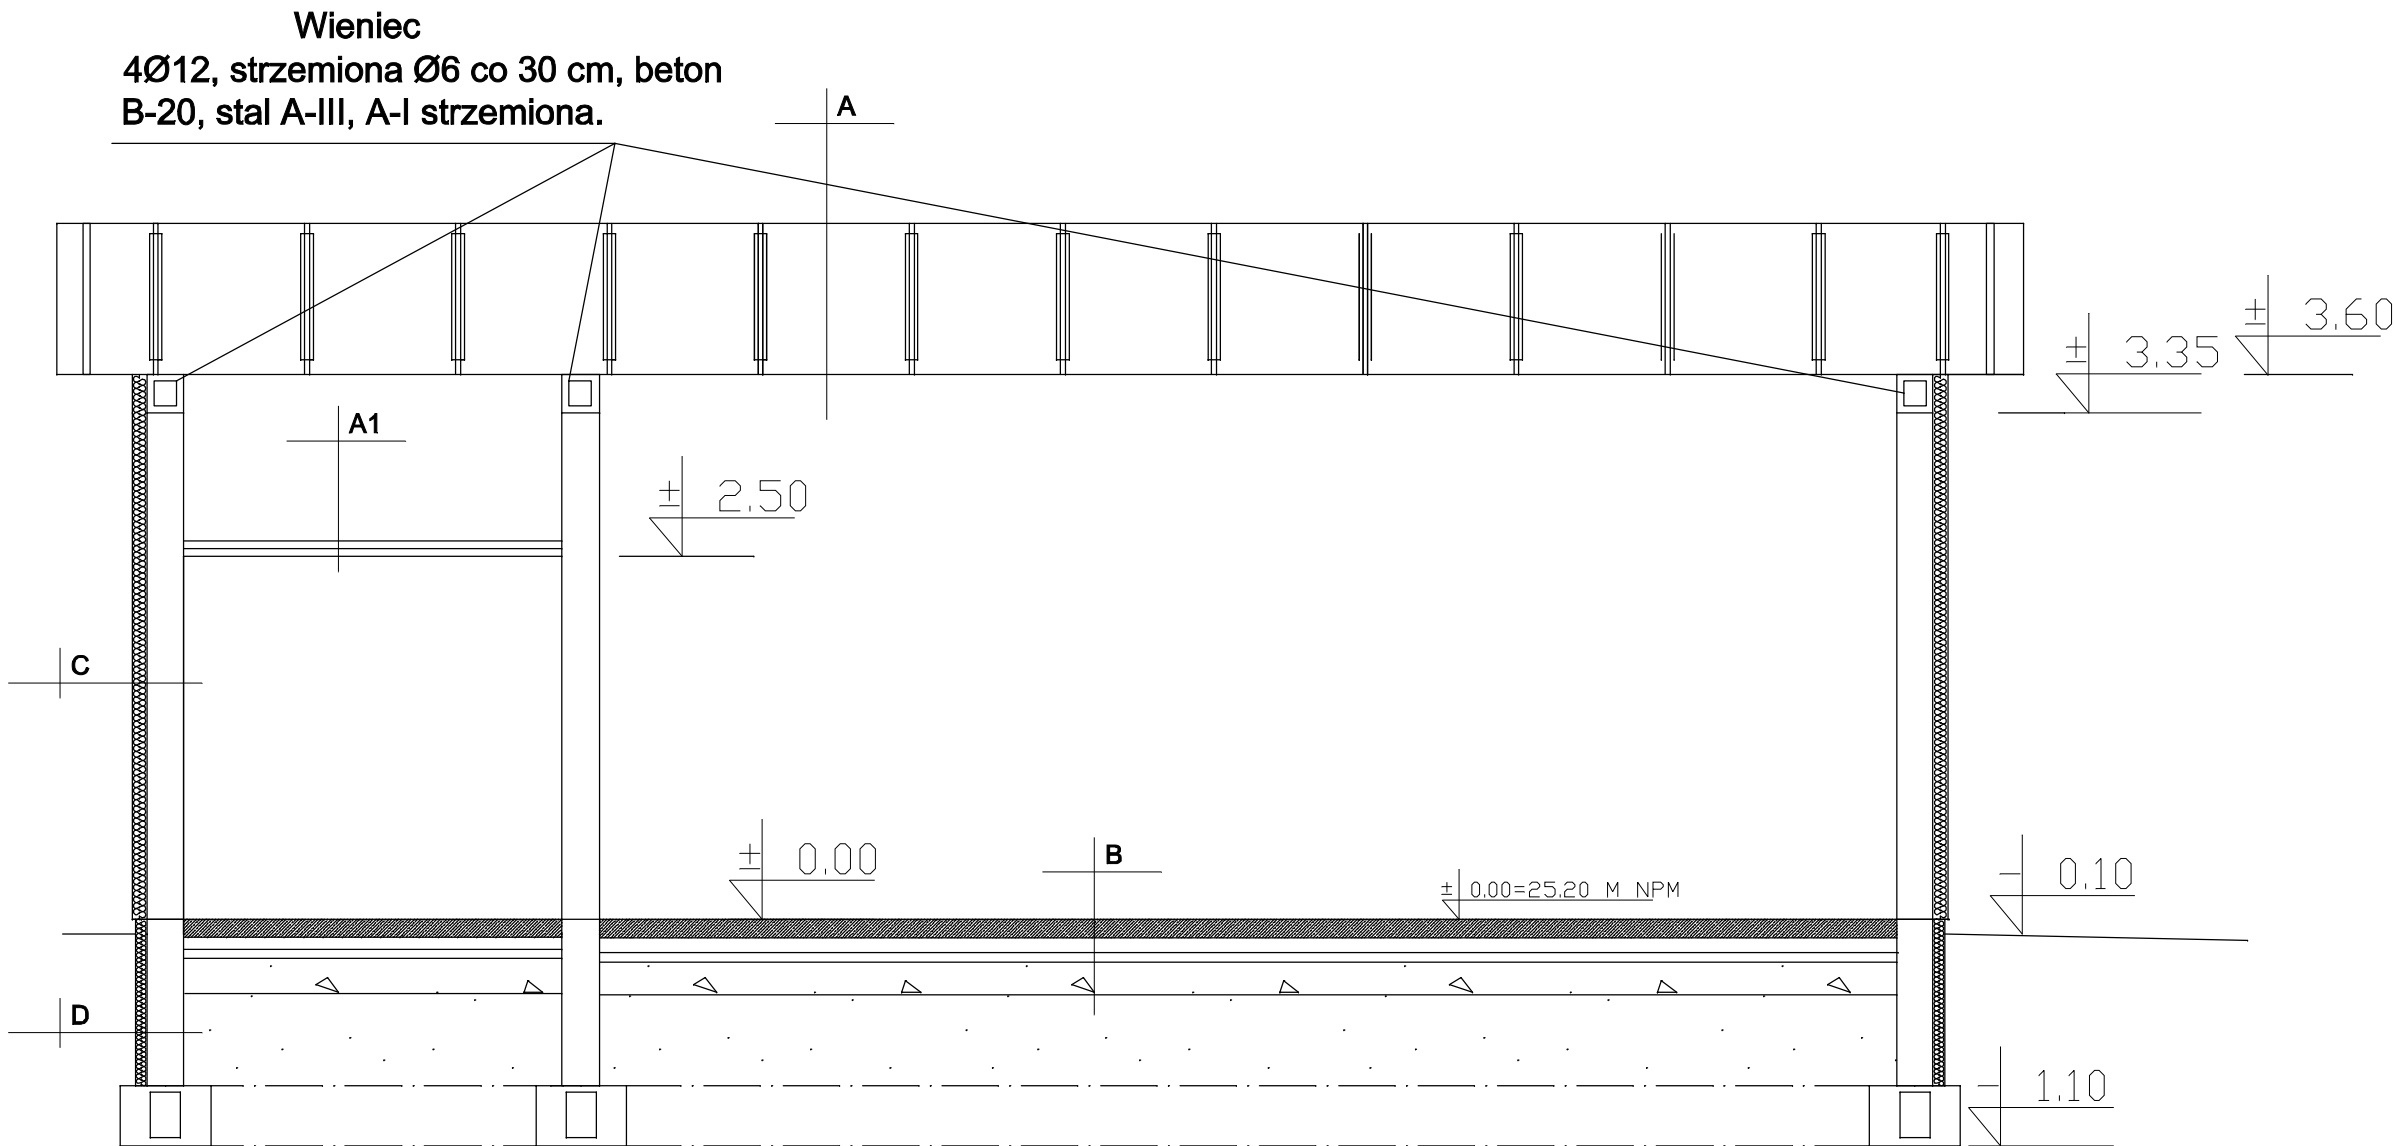 Wieniec
4Ø12, strzemiona Ø6 co 30 cm, beton
B-20, stal A-III, A-I strzemiona.
A
± 3.60
± 3.35
A1
± 2.50
C
± 0.00
B
± 0.00=25.20 M NPM
- 0.10
D
- 1.10